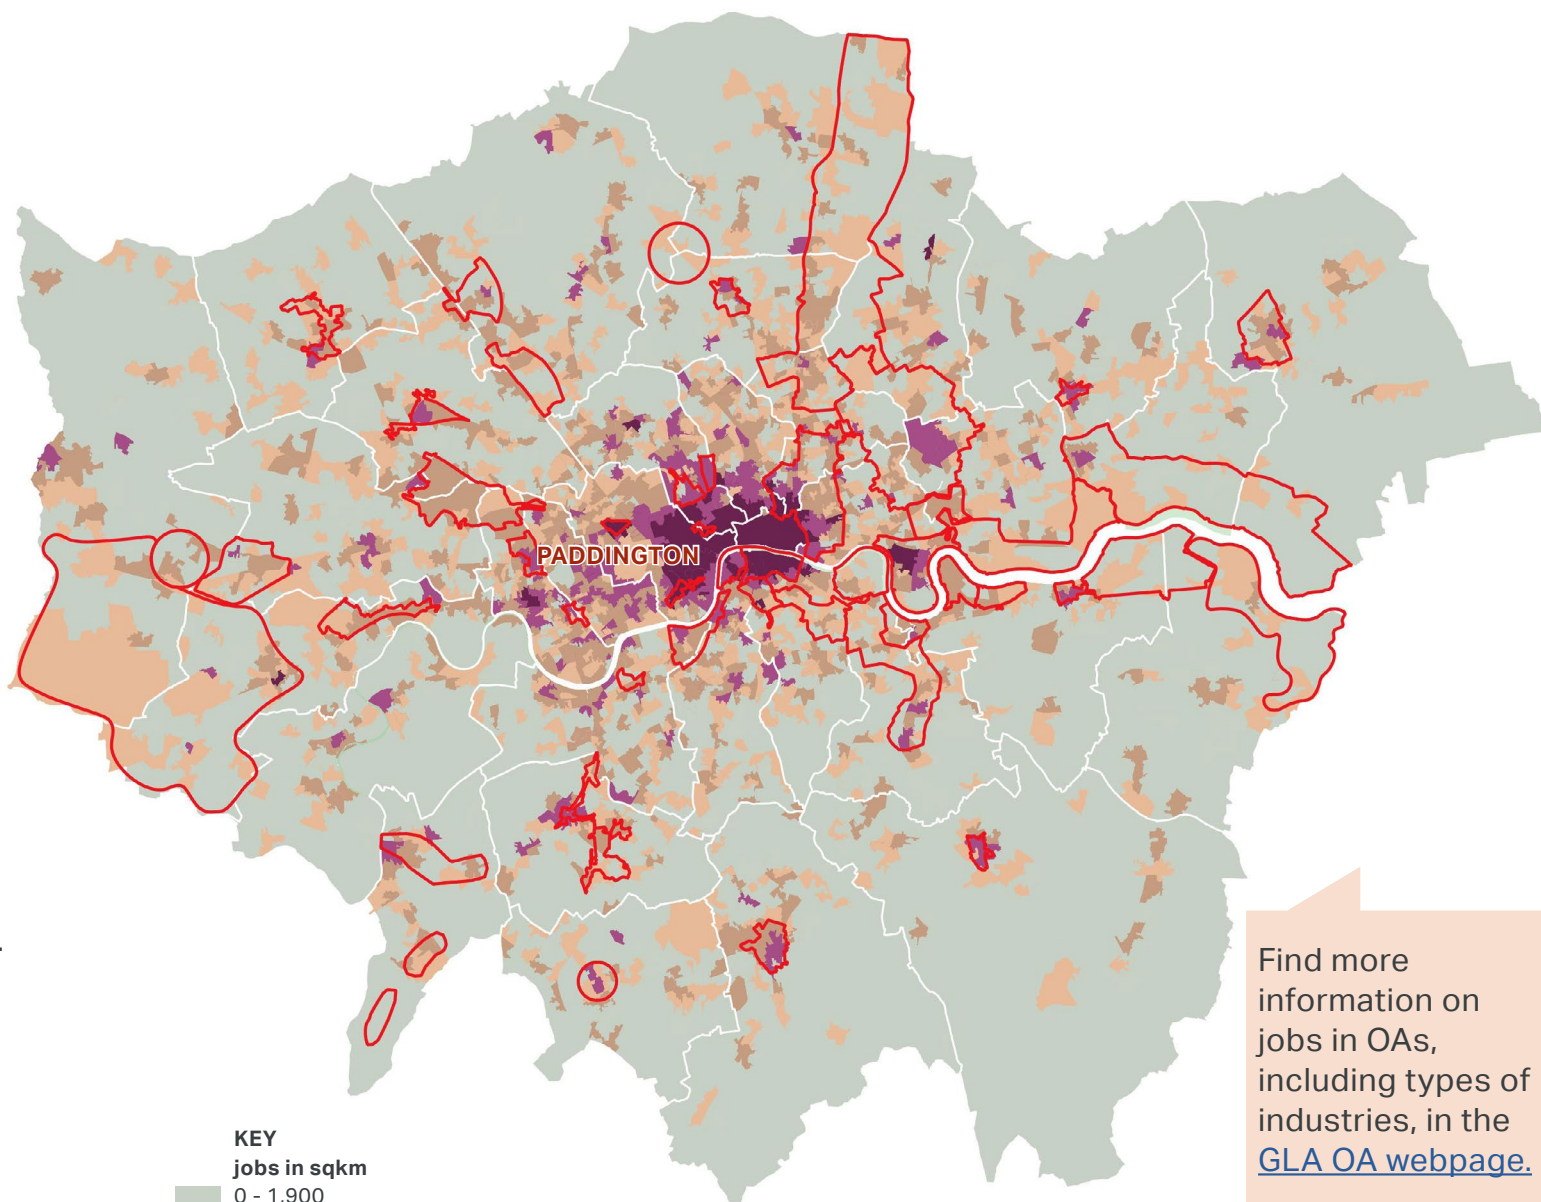 PADDINGTON
KEY
jobs in sqkm
0 - 1,900
Find more
information on
jobs in OAs,
including types of
industries, in the
GLA OA webpage.